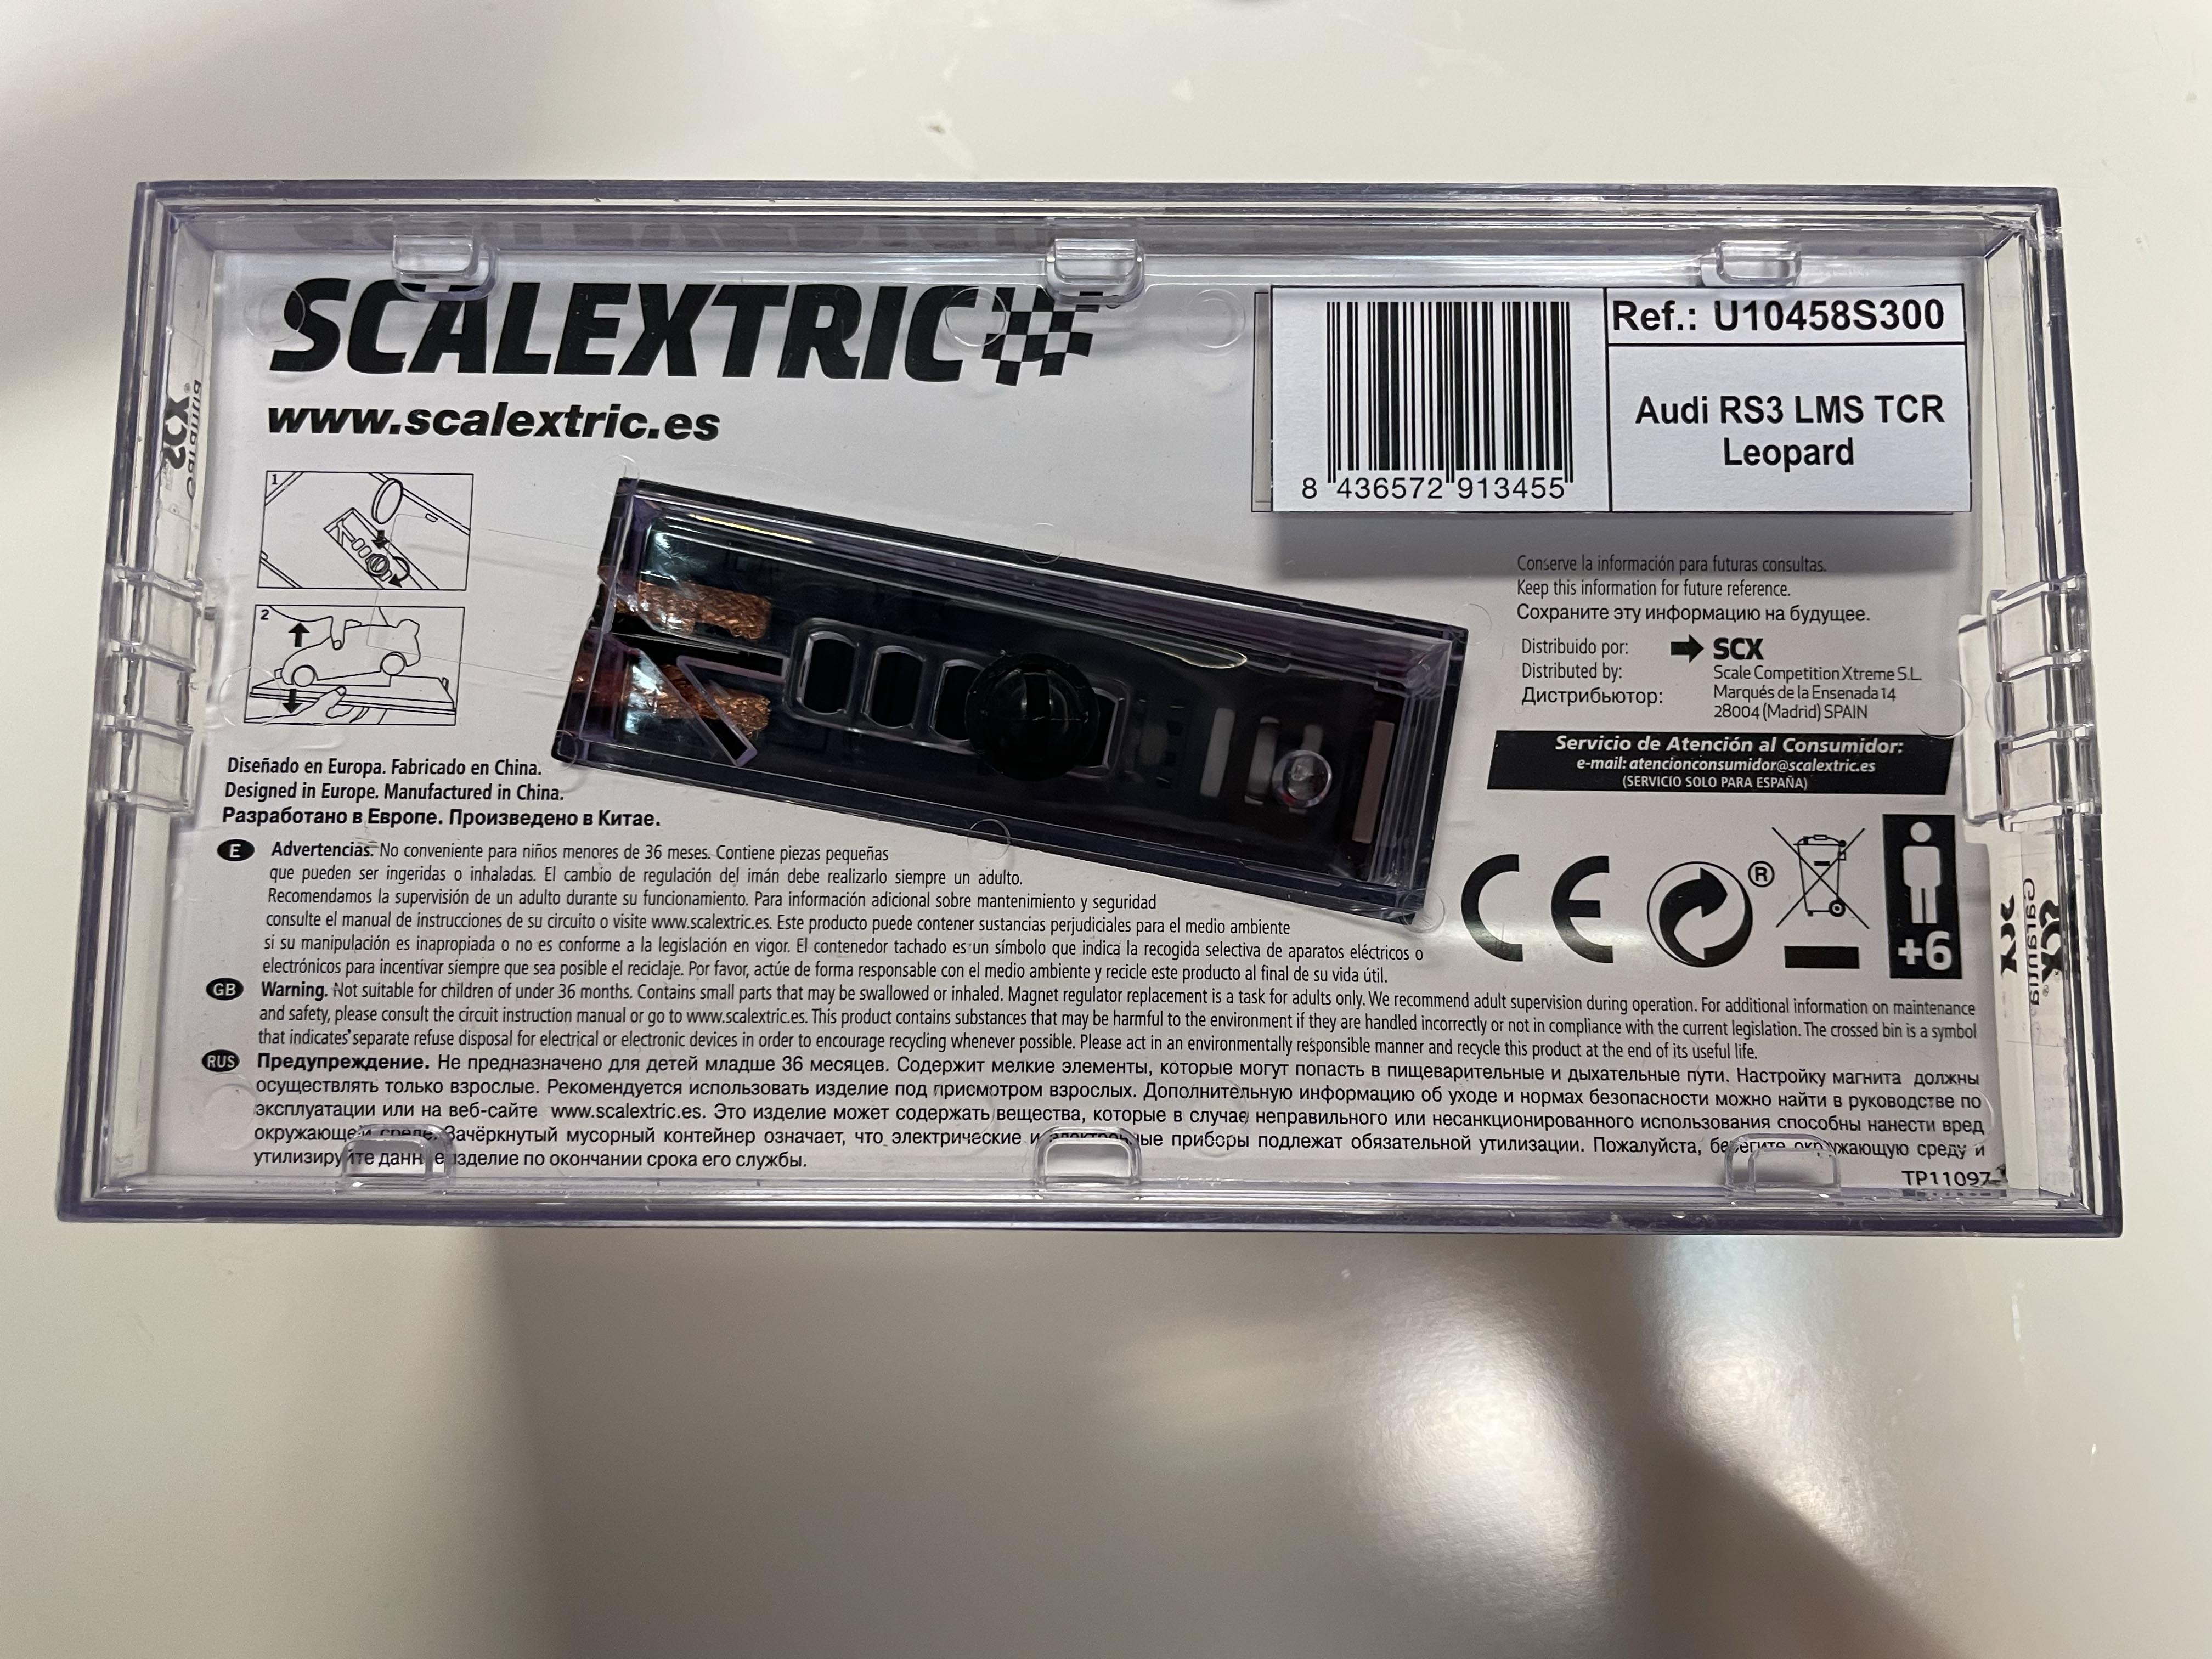 SCALEXTRIC
www.scalextric.es
8 436572 913455
Ref.: U10458S300
Audi RS3 LMS TCR
Leopard
1
2
Conserve la información para futuras consultas.
Keep this information for future reference.
Сохраните эту информацию на будущее.
Distribuido por:
Distributed by:
Дистрибьютор:
SCX
Scale Competition Xtreme S.L.
Marqués de la Ensenada 14
28004 (Madrid) SPAIN
Servicio de Atención al Consumidor:
e-mail: atencionconsumidor@scalextric.es
(SERVICIO SOLO PARA ESPAÑA)
CE
®
+6
Diseñado en Europa. Fabricado en China.
Designed in Europe. Manufactured in China.
Разработано в Европе. Произведено в Китае.
E Advertencias. No conveniente para niños menores de 36 meses. Contiene piezas pequeñas
que pueden ser ingeridas o inhaladas. El cambio de regulación del imán debe realizarlo siempre un adulto.
Recomendamos la supervisión de un adulto durante su funcionamiento. Para información adicional sobre mantenimiento y seguridad
consulte el manual de instrucciones de su circuito o visite www.scalextric.es. Este producto puede contener sustancias perjudiciales para el medio ambiente
si su manipulación es inapropiada o no es conforme a la legislación en vigor. El contenedor tachado es un símbolo que indica la recogida selectiva de aparatos eléctricos o
electrónicos para incentivar siempre que sea posible el reciclaje. Por favor, actúe de forma responsable con el medio ambiente y recicle este producto al final de su vida útil.
GB Warning. Not suitable for children of under 36 months. Contains small parts that may be swallowed or inhaled. Magnet regulator replacement is a task for adults only. We recommend adult supervision during operation. For additional information on maintenance
and safety, please consult the circuit instruction manual or go to www.scalextric.es. This product contains substances that may be harmful to the environment if they are handled incorrectly or not in compliance with the current legislation. The crossed bin is a symbol
that indicates separate refuse disposal for electrical or electronic devices in order to encourage recycling whenever possible. Please act in an environmentally responsible manner and recycle this product at the end of its useful life.
RUS Предупреждение. Не предназначено для детей младше 36 месяцев. Содержит мелкие элементы, которые могут попасть в пищеварительные и дыхательные пути. Настройку магнита должны
осуществлять только взрослые. Рекомендуется использовать изделие под присмотром взрослых. Дополнительную информацию об уходе и нормах безопасности можно найти в руководстве по
эксплуатации или на веб-сайте www.scalextric.es. Это изделие может содержать вещества, которые в случае неправильного или несанкционированного использования способны нанести вред
окружающей среде. Зачёркнутый мусорный контейнер означает, что электрические и электронные приборы подлежат обязательной утилизации. Пожалуйста, берегите окружающую среду и
утилизируйте данное изделие по окончании срока его службы.
TP11097